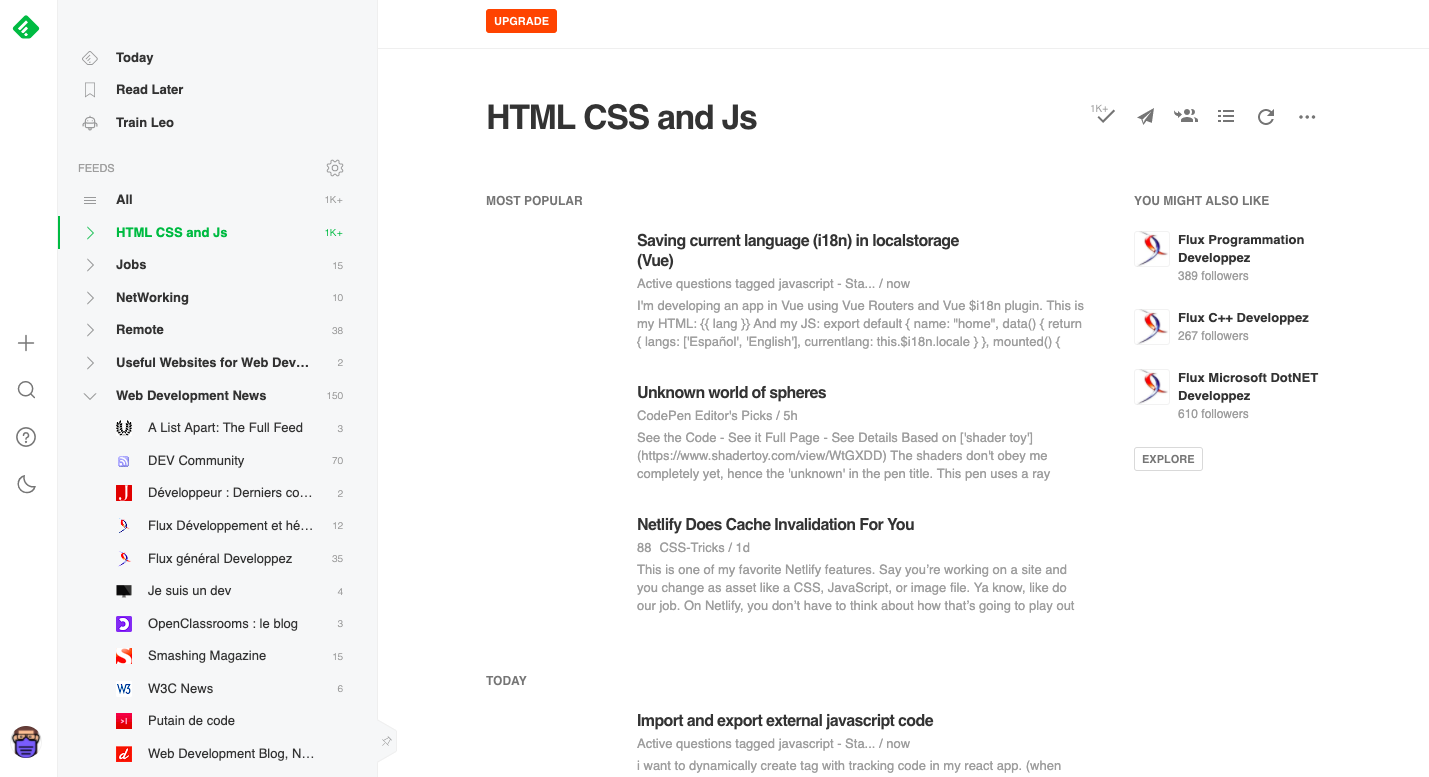 UPGRADE
Today
Read Later
Train Leo
FEEDS
All 1K+
HTML CSS and Js 1K+
Jobs 15
NetWorking 10
Remote 38
Useful Websites for Web Dev... 2
Web Development News 150
A List Apart: The Full Feed 3
DEV Community 70
Développeur : Derniers co... 2
Flux Développement et hé... 12
Flux général Developpez 35
Je suis un dev 4
OpenClassrooms : le blog 3
Smashing Magazine 15
W3 W3C News 6
Putain de code
Web Development Blog, N...
HTML CSS and Js
1K+
MOST POPULAR
Saving current language (i18n) in localstorage
(Vue)
Active questions tagged javascript - Sta... / now
I'm developing an app in Vue using Vue Routers and Vue $i18n plugin. This is
my HTML: {{ lang }} And my JS: export default { name: "home", data() { return
{ langs: ['Español', 'English'], currentlang: this.$i18n.locale } }, mounted() {
Unknown world of spheres
CodePen Editor's Picks / 5h
See the Code - See it Full Page - See Details Based on ['shader toy']
(https://www.shadertoy.com/view/WtGXDD) The shaders don't obey me
completely yet, hence the 'unknown' in the pen title. This pen uses a ray
Netlify Does Cache Invalidation For You
88 CSS-Tricks / 1d
This is one of my favorite Netlify features. Say you’re working on a site and
you change as asset like a CSS, JavaScript, or image file. Ya know, like do
our job. On Netlify, you don’t have to think about how that’s going to play out
TODAY
Import and export external javascript code
Active questions tagged javascript - Sta... / now
i want to dynamically create tag with tracking code in my react app. (when
YOU MIGHT ALSO LIKE
Flux Programmation
Developpez
389 followers
Flux C++ Developpez
267 followers
Flux Microsoft DotNET
Developpez
610 followers
EXPLORE